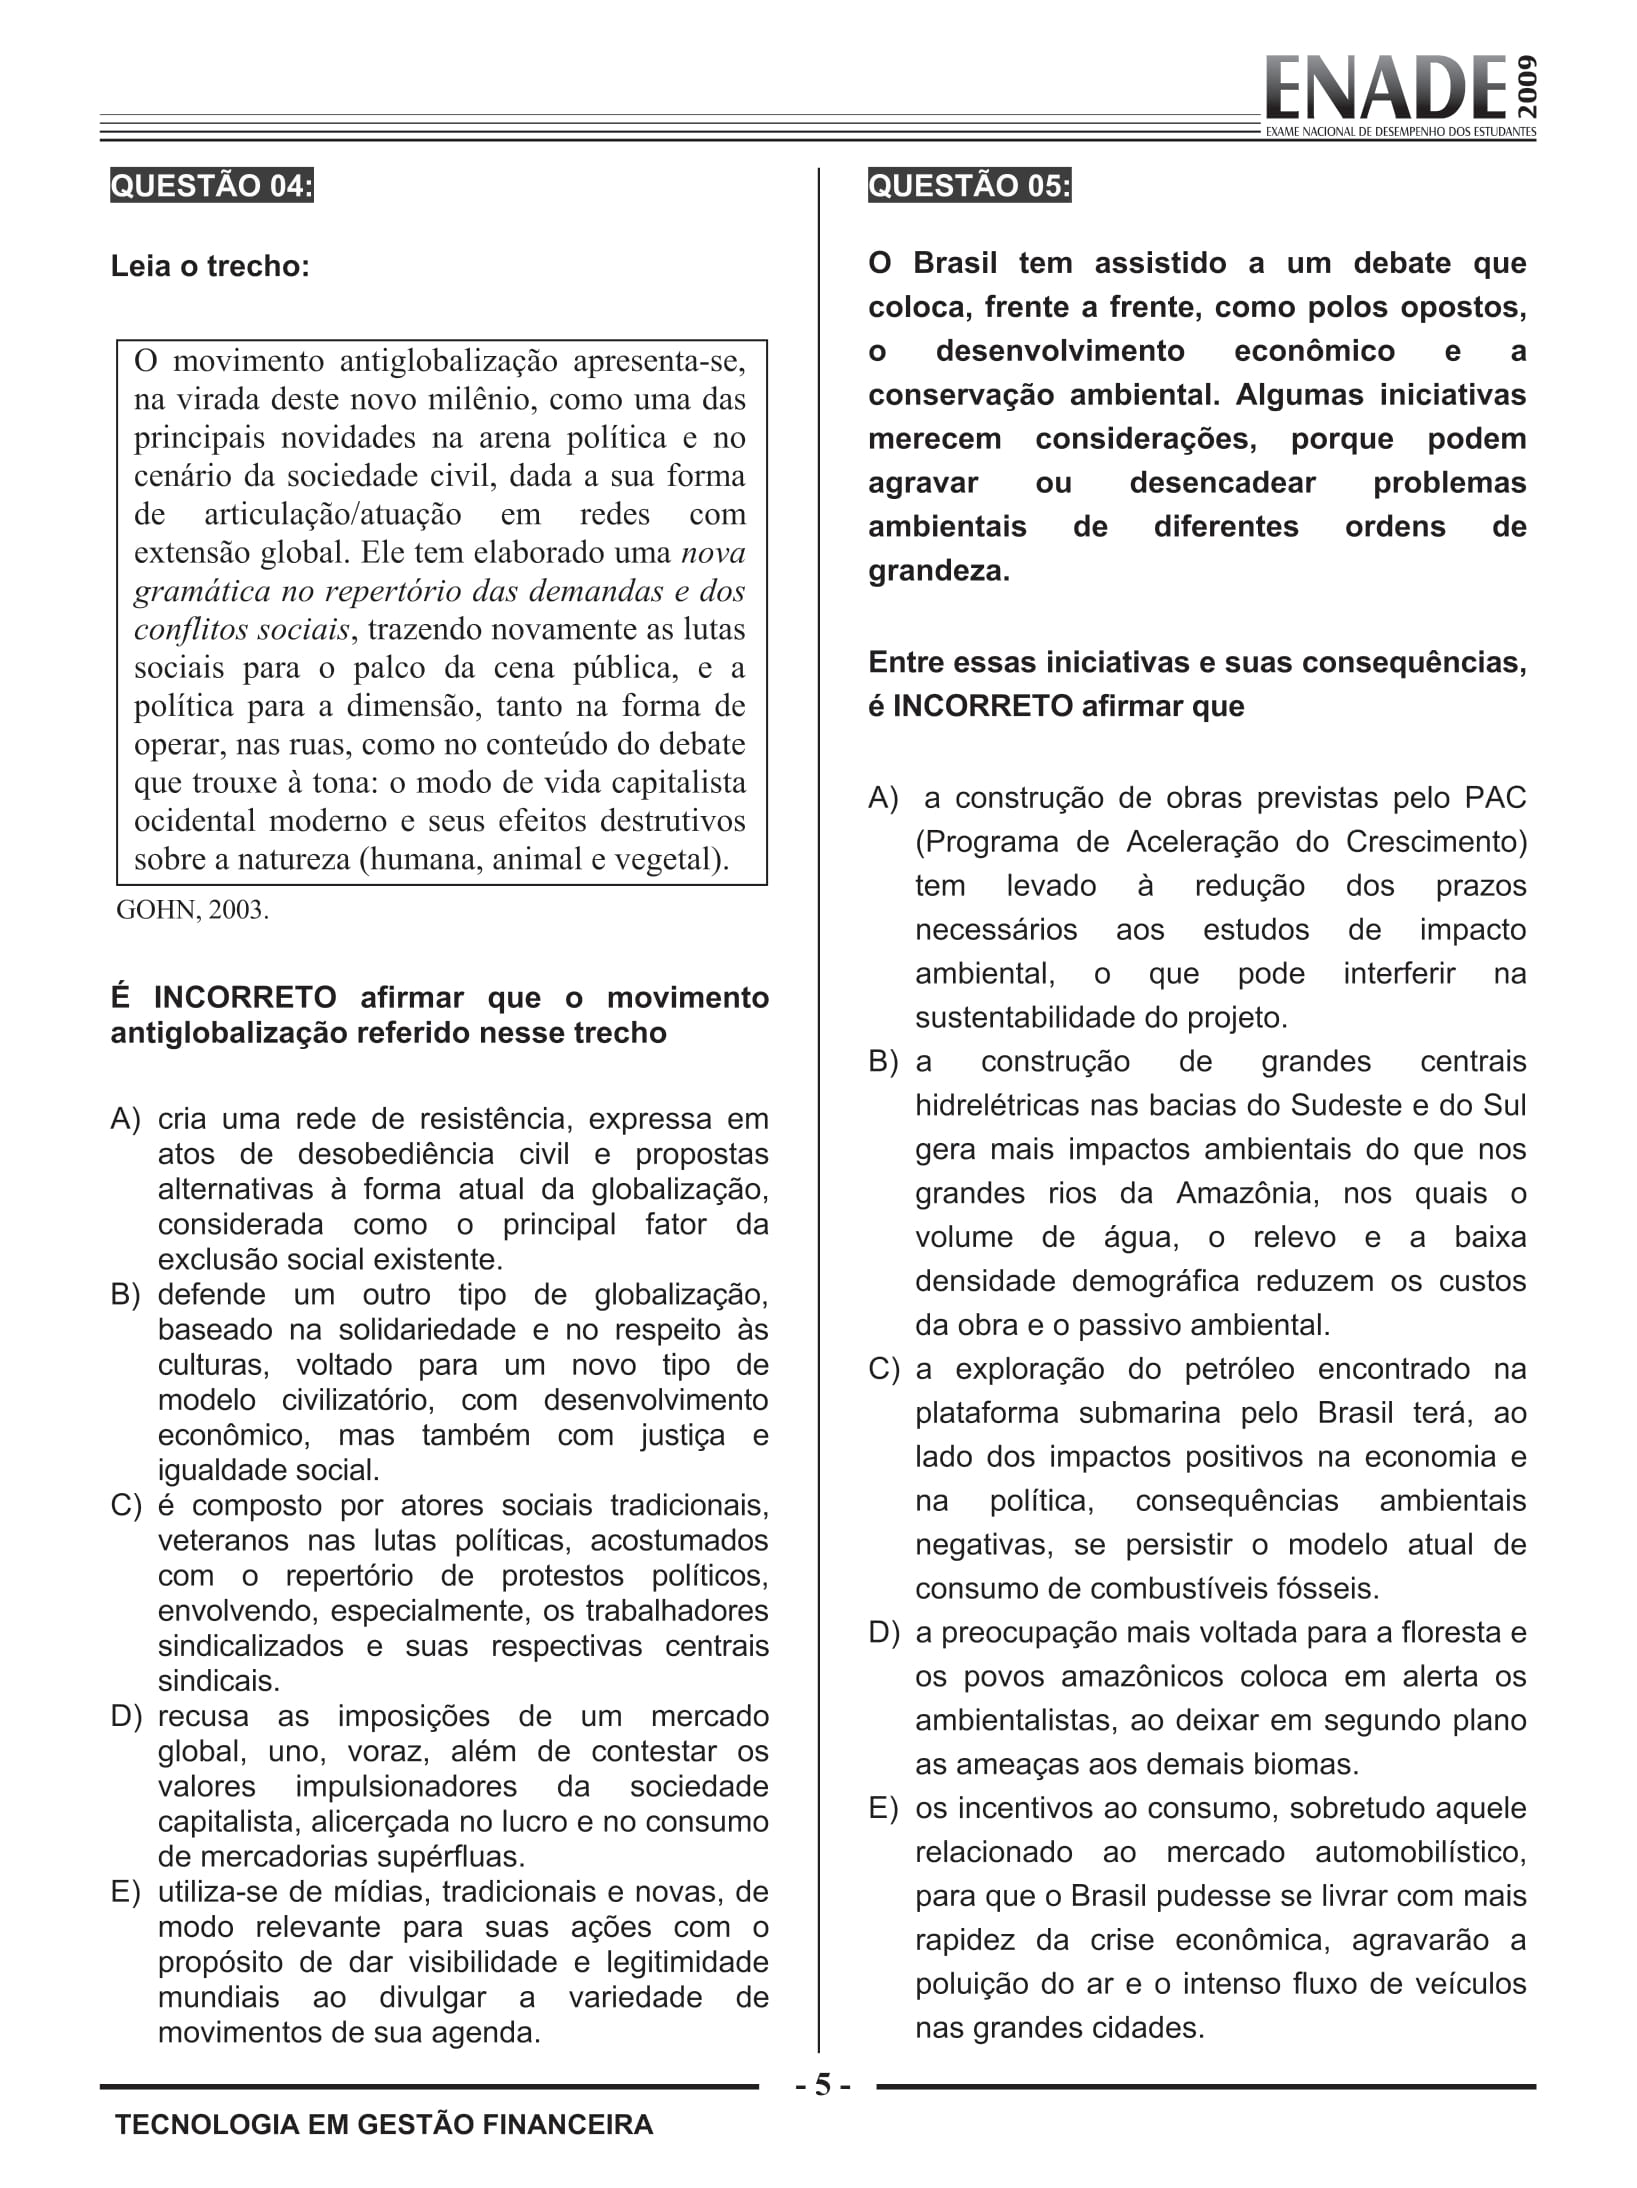 ENADE 2009
EXAME NACIONAL DE DESEMPENHO DOS ESTUDANTES
QUESTÃO 04:
Leia o trecho:
O movimento antiglobalização apresenta-se,
na virada deste novo milênio, como uma das
principais novidades na arena política e no
cenário da sociedade civil, dada a sua forma
de articulação/atuação em redes com
extensão global. Ele tem elaborado uma nova
gramática no repertório das demandas e dos
conflitos sociais, trazendo novamente as lutas
sociais para o palco da cena pública, e a
política para a dimensão, tanto na forma de
operar, nas ruas, como no conteúdo do debate
que trouxe à tona: o modo de vida capitalista
ocidental moderno e seus efeitos destrutivos
sobre a natureza (humana, animal e vegetal).
GOHN, 2003.
É INCORRETO afirmar que o movimento
antiglobalização referido nesse trecho
A) cria uma rede de resistência, expressa em
atos de desobediência civil e propostas
alternativas à forma atual da globalização,
considerada como o principal fator da
exclusão social existente.
B) defende um outro tipo de globalização,
baseado na solidariedade e no respeito às
culturas, voltado para um novo tipo de
modelo civilizatório, com desenvolvimento
econômico, mas também com justiça e
igualdade social.
C) é composto por atores sociais tradicionais,
veteranos nas lutas políticas, acostumados
com o repertório de protestos políticos,
envolvendo, especialmente, os trabalhadores
sindicalizados e suas respectivas centrais
sindicais.
D) recusa as imposições de um mercado
global, uno, voraz, além de contestar os
valores impulsionadores da sociedade
capitalista, alicerçada no lucro e no consumo
de mercadorias supérfluas.
E) utiliza-se de mídias, tradicionais e novas, de
modo relevante para suas ações com o
propósito de dar visibilidade e legitimidade
mundiais ao divulgar a variedade de
movimentos de sua agenda.
QUESTÃO 05:
O Brasil tem assistido a um debate que
coloca, frente a frente, como polos opostos,
o desenvolvimento econômico e a
conservação ambiental. Algumas iniciativas
merecem considerações, porque podem
agravar ou desencadear problemas
ambientais de diferentes ordens de
grandeza.
Entre essas iniciativas e suas consequências,
é INCORRETO afirmar que
A) a construção de obras previstas pelo PAC
(Programa de Aceleração do Crescimento)
tem levado à redução dos prazos
necessários aos estudos de impacto
ambiental, o que pode interferir na
sustentabilidade do projeto.
B) a construção de grandes centrais
hidrelétricas nas bacias do Sudeste e do Sul
gera mais impactos ambientais do que nos
grandes rios da Amazônia, nos quais o
volume de água, o relevo e a baixa
densidade demográfica reduzem os custos
da obra e o passivo ambiental.
C) a exploração do petróleo encontrado na
plataforma submarina pelo Brasil terá, ao
lado dos impactos positivos na economia e
na política, consequências ambientais
negativas, se persistir o modelo atual de
consumo de combustíveis fósseis.
D) a preocupação mais voltada para a floresta e
os povos amazônicos coloca em alerta os
ambientalistas, ao deixar em segundo plano
as ameaças aos demais biomas.
E) os incentivos ao consumo, sobretudo aquele
relacionado ao mercado automobilístico,
para que o Brasil pudesse se livrar com mais
rapidez da crise econômica, agravarão a
poluição do ar e o intenso fluxo de veículos
nas grandes cidades.
- 5 -
TECNOLOGIA EM GESTÃO FINANCEIRA